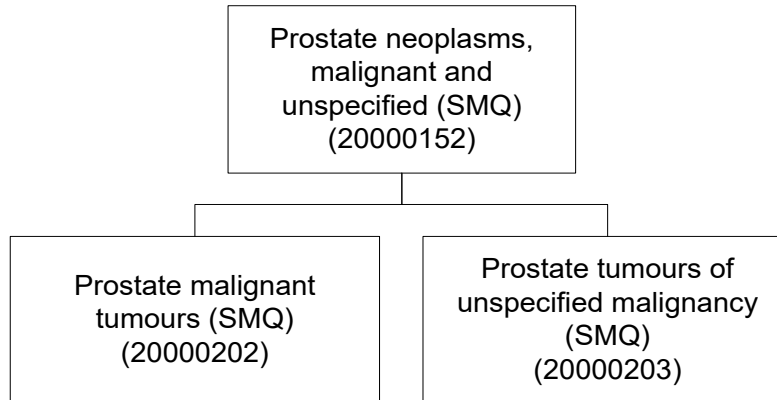 Prostate neoplasms,
malignant and
unspecified (SMQ)
(20000152)
Prostate malignant
tumours (SMQ)
(20000202)
Prostate tumours of
unspecified malignancy
(SMQ)
(20000203)